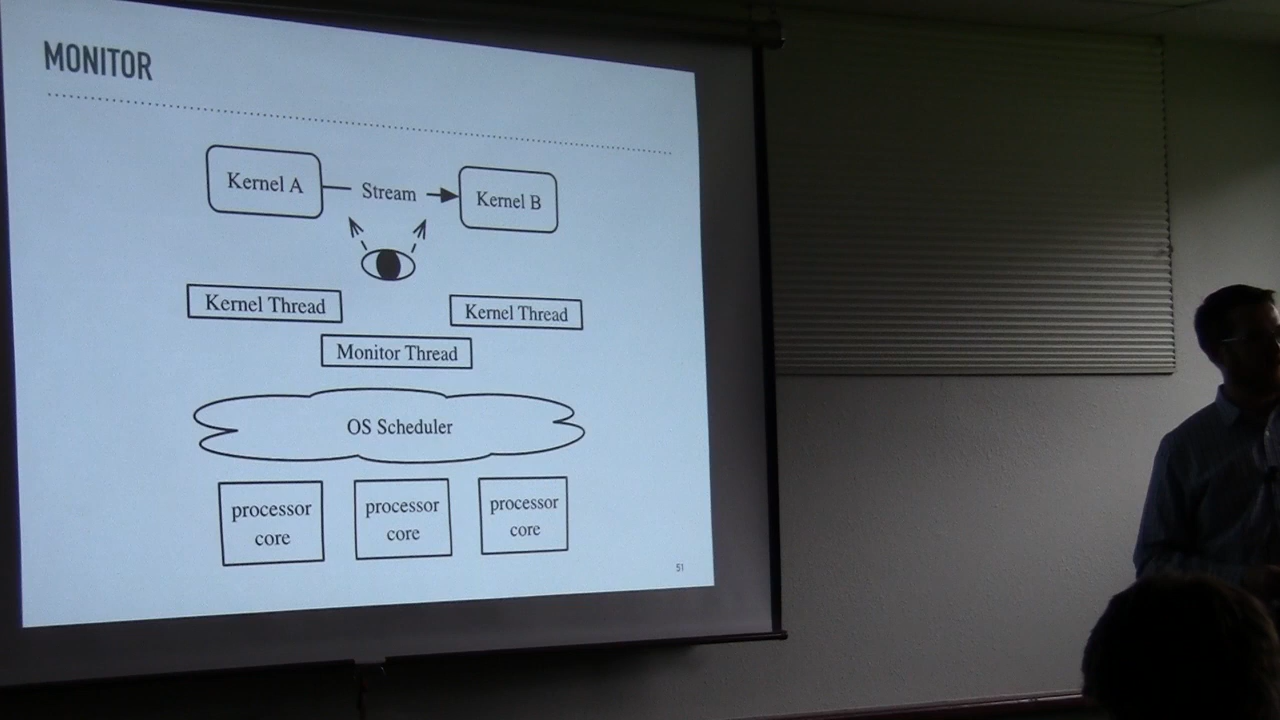 MONITOR
Kernel A
Stream
Kernel B
Kernel Thread
Kernel Thread
Monitor Thread
OS Scheduler
processor
core
processor
core
processor
core
51